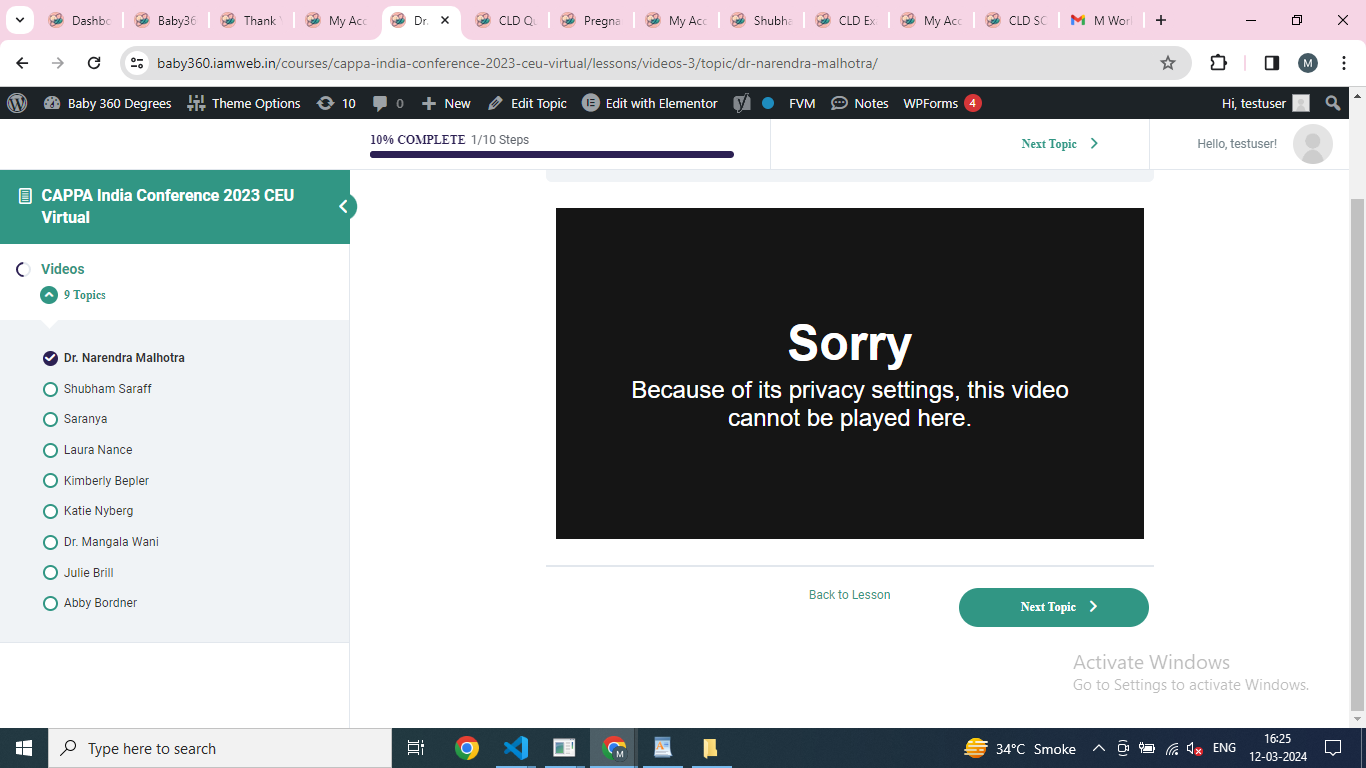 Dashbo
Baby36
Thank
My Acc
Dr.
CLD Qu
Pregna
My Acc
Shubha
CLD Ex
My Acc
CLD SC
M Worl
baby360.iamweb.in/courses/cappa-india-conference-2023-ceu-virtual/lessons/videos-3/topic/dr-narendra-malhotra/
M
Baby 360 Degrees
Theme Options
10
0
New
Edit Topic
Edit with Elementor
FVM
Notes
WPForms 4
Hi, testuser
10% COMPLETE 1/10 Steps
Next Topic
Hello, testuser!
CAPPA India Conference 2023 CEU
Virtual
Videos
9 Topics
Dr. Narendra Malhotra
Shubham Saraff
Saranya
Laura Nance
Kimberly Bepler
Katie Nyberg
Dr. Mangala Wani
Julie Brill
Abby Bordner
Sorry
Because of its privacy settings, this video
cannot be played here.
Back to Lesson
Next Topic
Activate Windows
Go to Settings to activate Windows.
Type here to search
M
34°C Smoke
ENG
16:25
12-03-2024